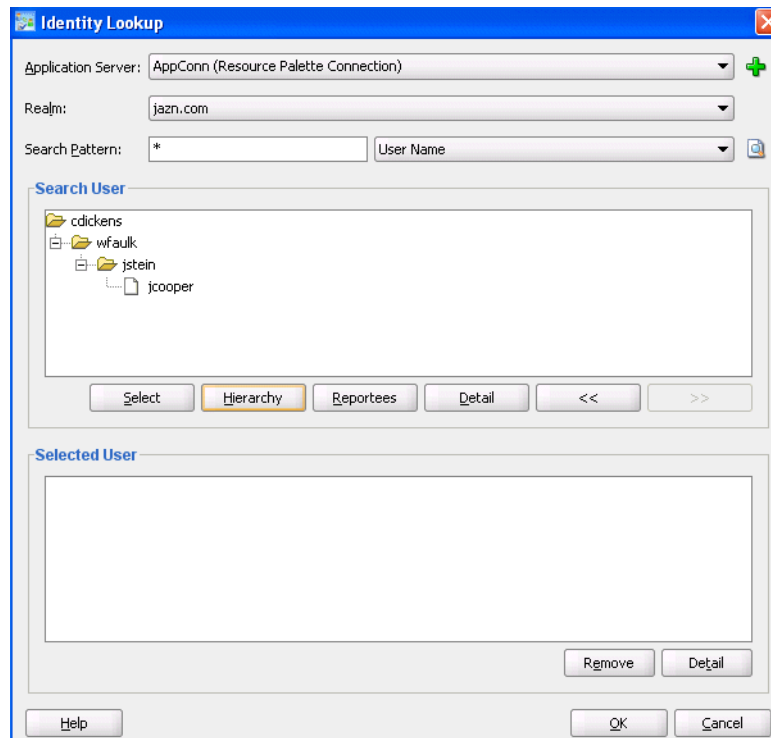 Identity Lookup
Application Server: AppConn (Resource Palette Connection)
Realm: jazn.com
Search Pattern: * User Name
Search User
cdickens
wfaulk
jstein
jcooper
Select Hierarchy Reportees Detail << >>
Selected User
Remove Detail
Help OK Cancel